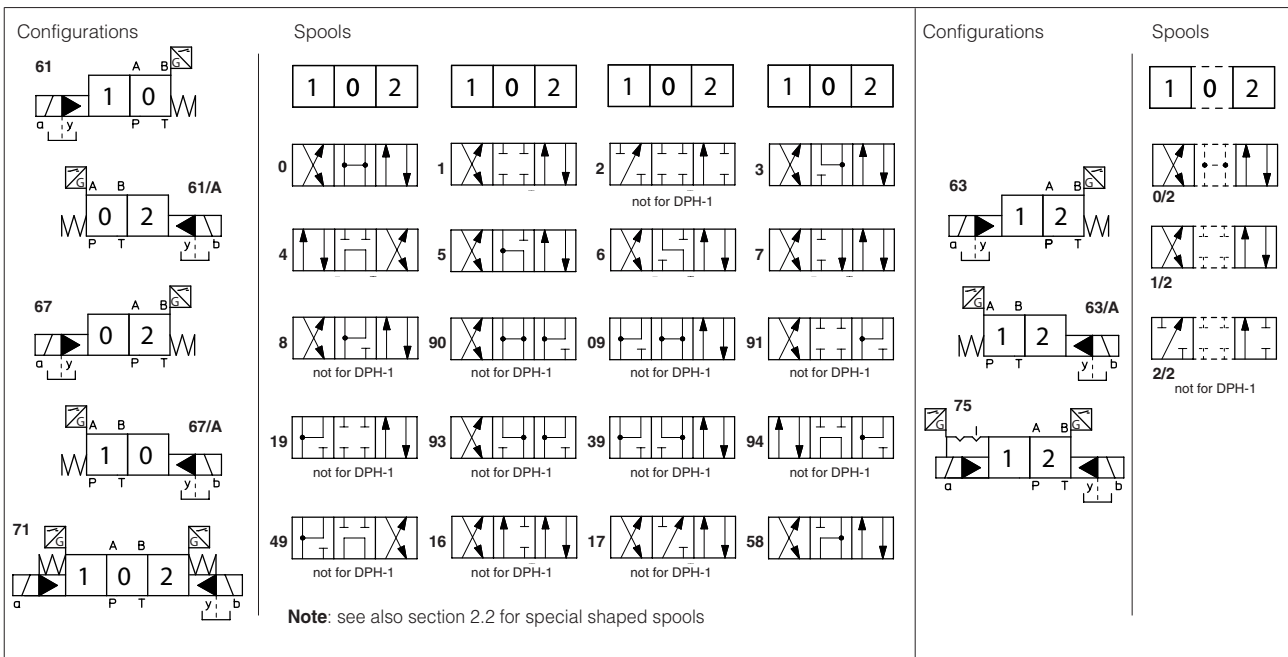 Configurations
Spools
Configurations
Spools
61
A B
G
1 0
a y
P T
G
A B
61/A
0 2
P T
y b
67
A B
G
0 2
a y
P T
G
A B
67/A
1 0
P T
y b
71
G
A B
G
1 0 2
a
P T
y b
1 0 2
1 0 2
1 0 2
1 0 2
0
1
2
3
not for DPH-1
4
5
6
7
8
90
09
91
not for DPH-1
not for DPH-1
not for DPH-1
not for DPH-1
19
93
39
94
not for DPH-1
not for DPH-1
not for DPH-1
not for DPH-1
49
16
17
58
not for DPH-1
not for DPH-1
not for DPH-1
Note: see also section 2.2 for special shaped spools
63
A B
G
1 2
a y
P T
G
A B
63/A
1 2
P T
y b
75
G
A B
G
1 2
a
P T
y b
1 0 2
0/2
1/2
2/2
not for DPH-1